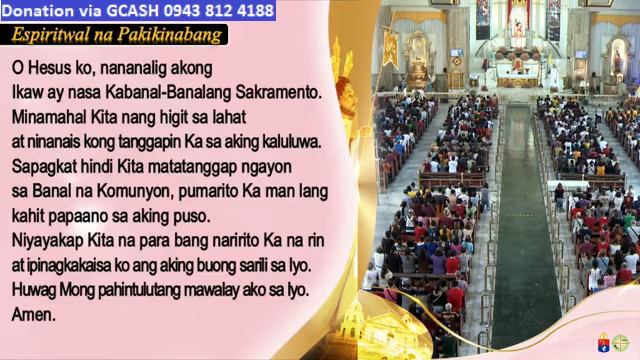 Donation via GCASH 0943 812 4188
Espiritwal na Pakikinabang
O Hesus ko, nananalig akong
Ikaw ay nasa Kabanal-Banalang Sakramento.
Minamahal Kita nang higit sa lahat
at ninanais kong tanggapin Ka sa aking kaluluwa.
Sapagkat hindi Kita matatanggap ngayon
sa Banal na Komunyon, pumarito Ka man lang
kahit papaano sa aking puso.
Niyayakap Kita na para bang naririto Ka na rin
at ipinagkakaisa ko ang aking buong sarili sa Iyo.
Huwag Mong pahintulutang mawalay ako sa Iyo.
Amen.